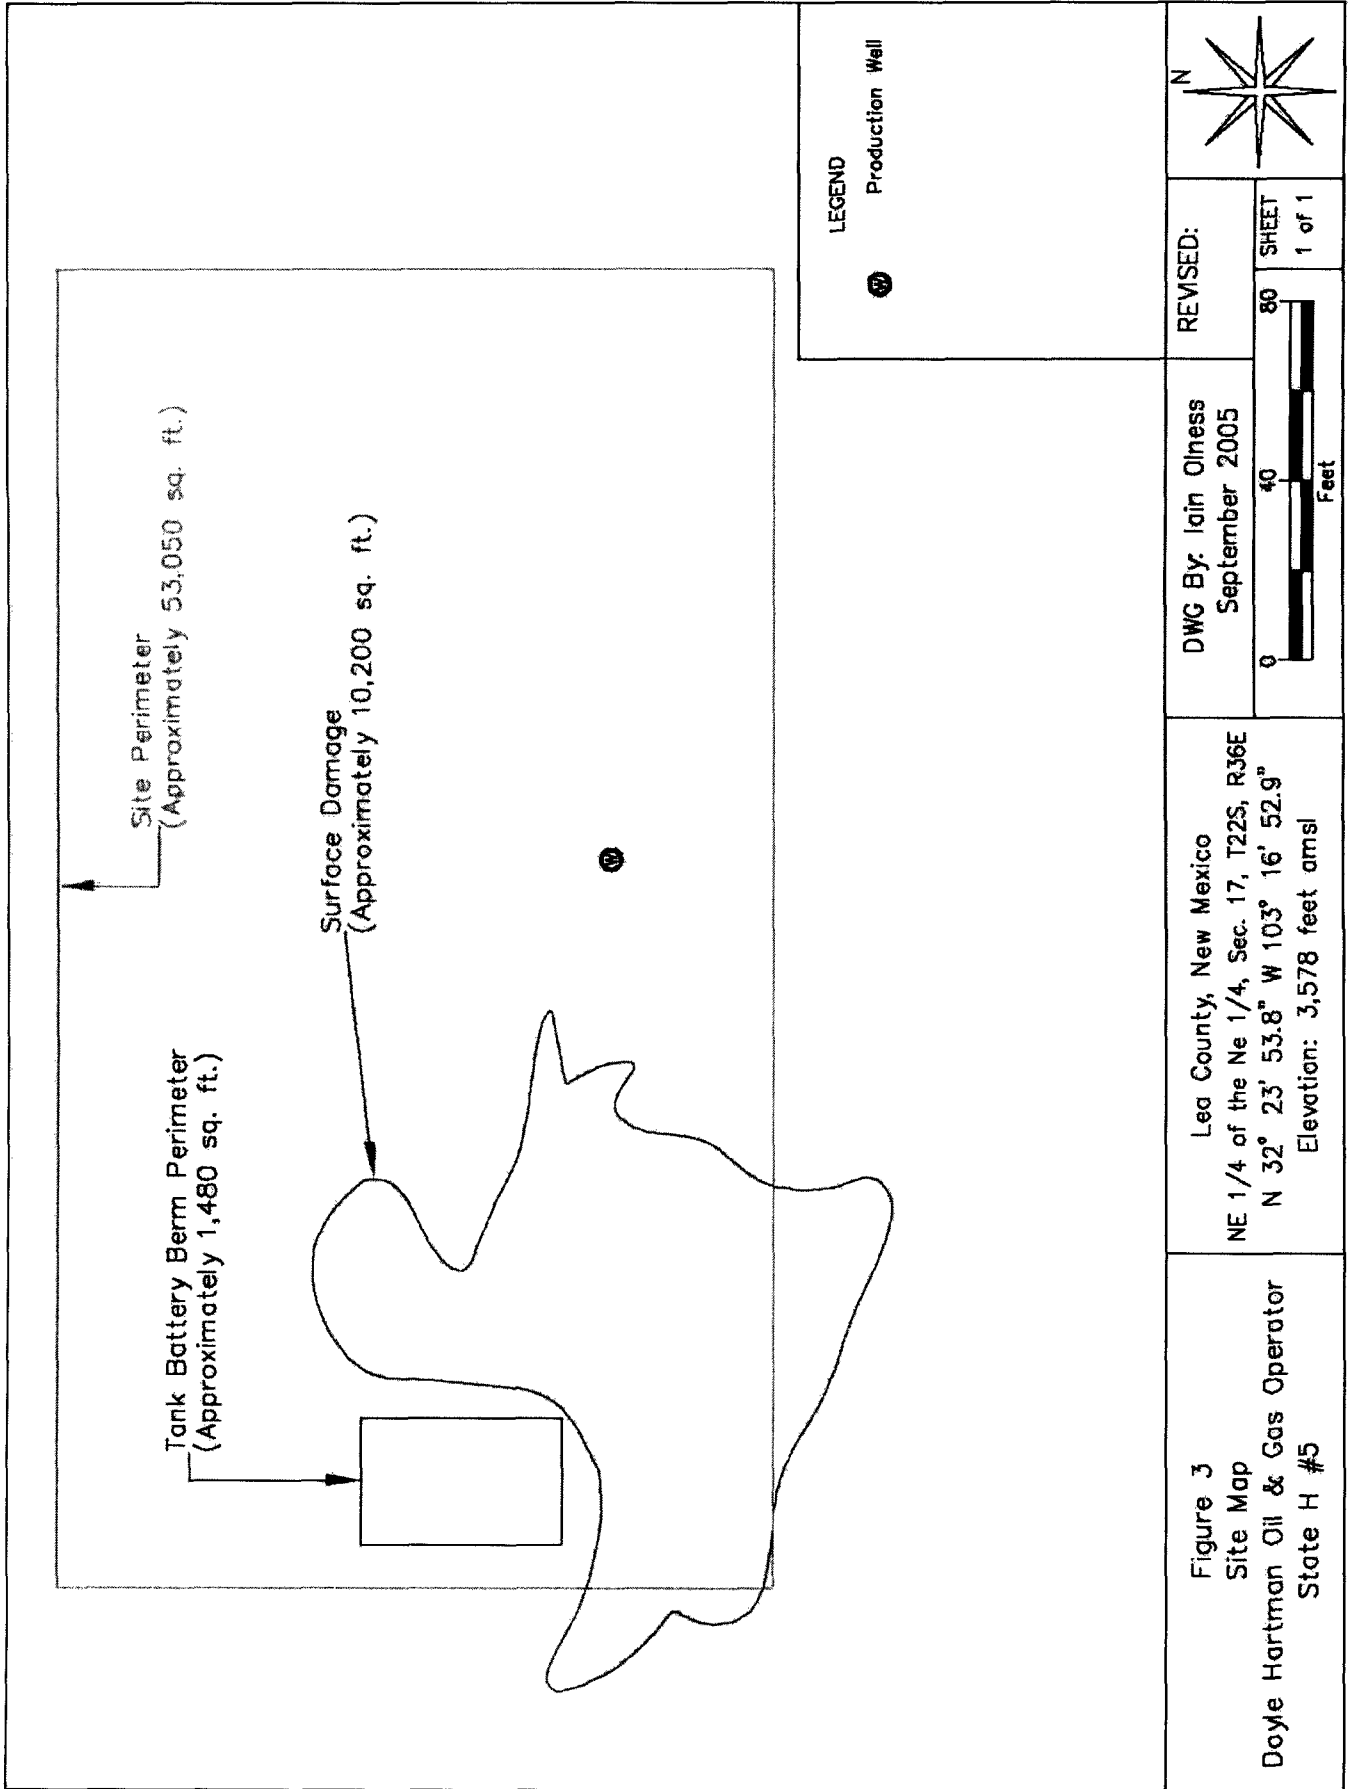 Site Perimeter
(Approximately 53,050 sq. ft.)
Tank Battery Berm Perimeter
(Approximately 1,480 sq. ft.)
Surface Damage
(Approximately 10,200 sq. ft.)
W
LEGEND
W Production Well
Figure 3
Site Map
Doyle Hartman Oil & Gas Operator
State H #5
Lea County, New Mexico
NE 1/4 of the Ne 1/4, Sec. 17, T22S, R36E
N 32° 23' 53.8" W 103° 16' 52.9"
Elevation: 3,578 feet amsl
DWG By: Iain Olness
September 2005
REVISED:
0 40 80
Feet
SHEET
1 of 1
N